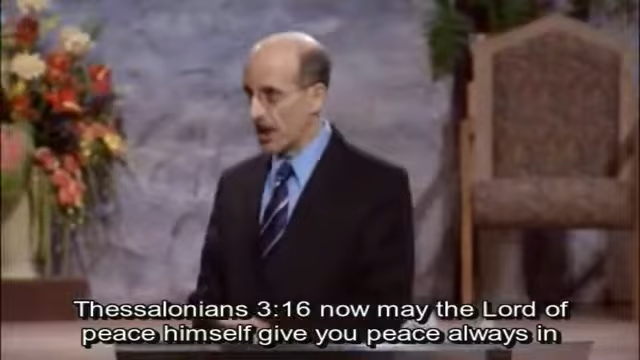 Thessalonians 3:16 now may the Lord of
peace himself give you peace always in